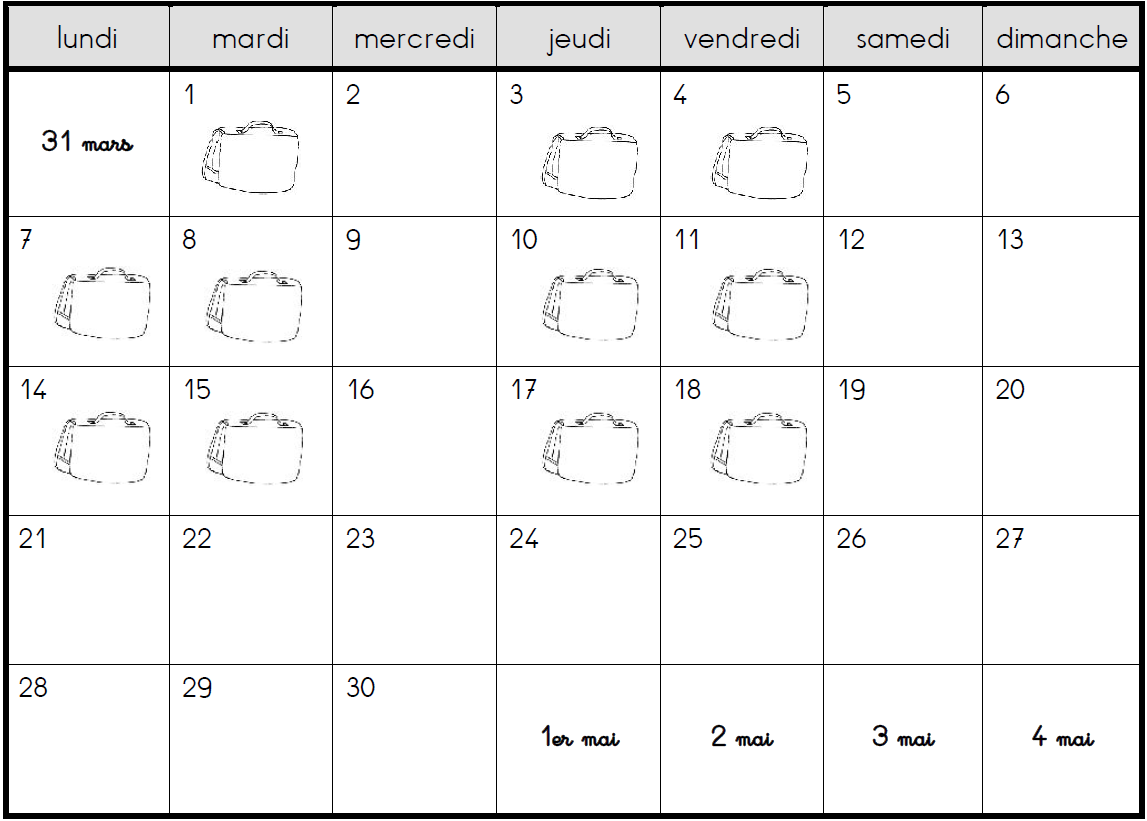 lundi mardi mercredi jeudi vendredi samedi dimanche
31 mars 1 2 3 4 5 6
7 8 9 10 11 12 13
14 15 16 17 18 19 20
21 22 23 24 25 26 27
28 29 30 1er mai 2 mai 3 mai 4 mai